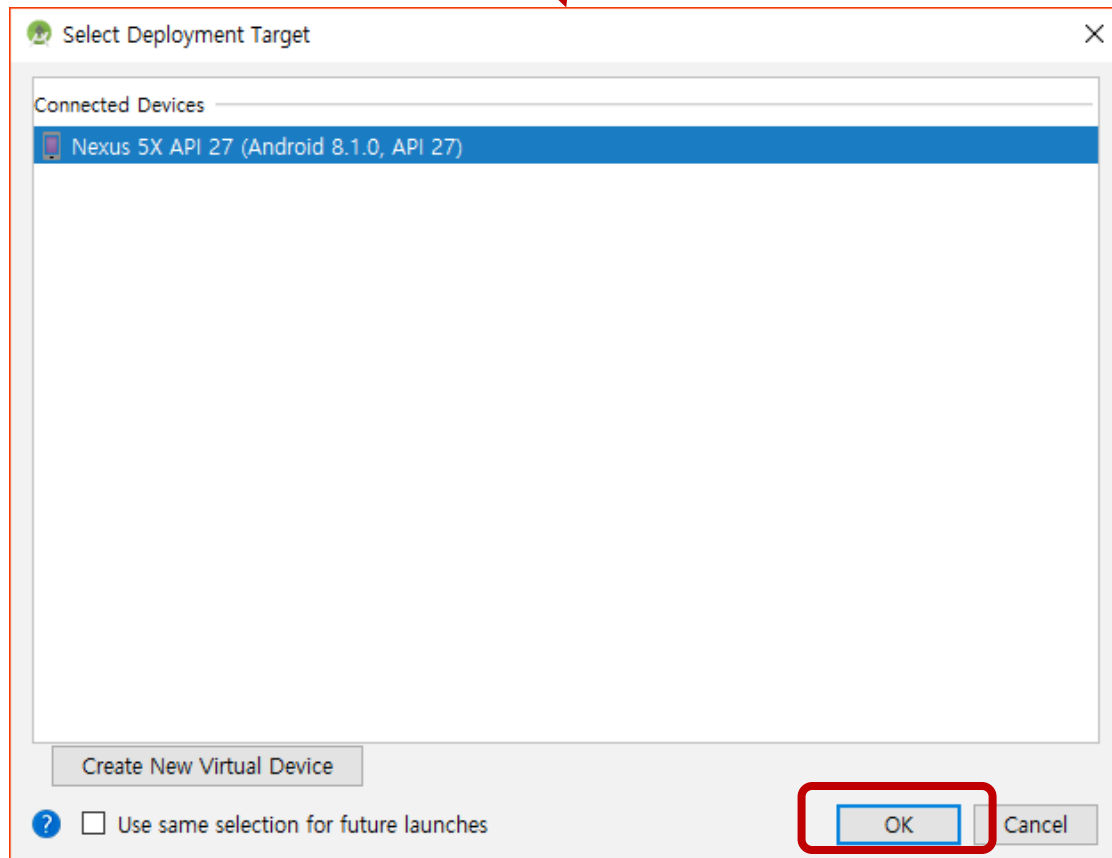 Select Deployment Target
Connected Devices
Nexus 5X API 27 (Android 8.1.0, API 27)
Create New Virtual Device
? Use same selection for future launches OK Cancel